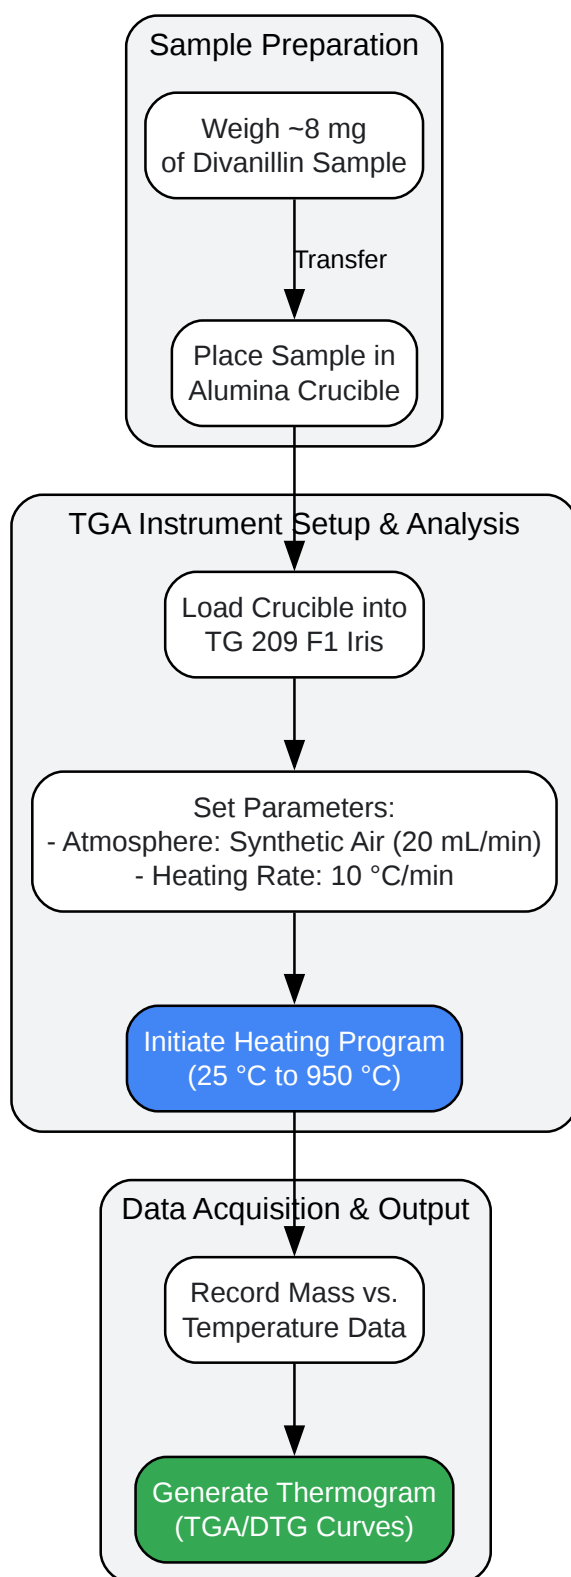 Sample Preparation
Weigh ~8 mg
of Divanillin Sample
Transfer
Place Sample in
Alumina Crucible
TGA Instrument Setup & Analysis
Load Crucible into
TG 209 F1 Iris
Set Parameters:
- Atmosphere: Synthetic Air (20 mL/min)
- Heating Rate: 10 °C/min
Initiate Heating Program
(25 °C to 950 °C)
Data Acquisition & Output
Record Mass vs.
Temperature Data
Generate Thermogram
(TGA/DTG Curves)